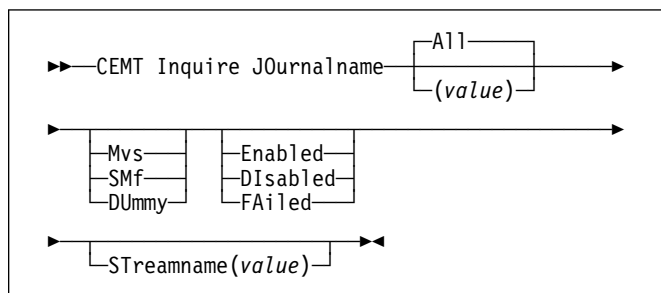 All
CEMT Inquire JOurnalname
(value)
Mvs Enabled
SMf DIsabled
DUmmy FAiled
STreamname(value)